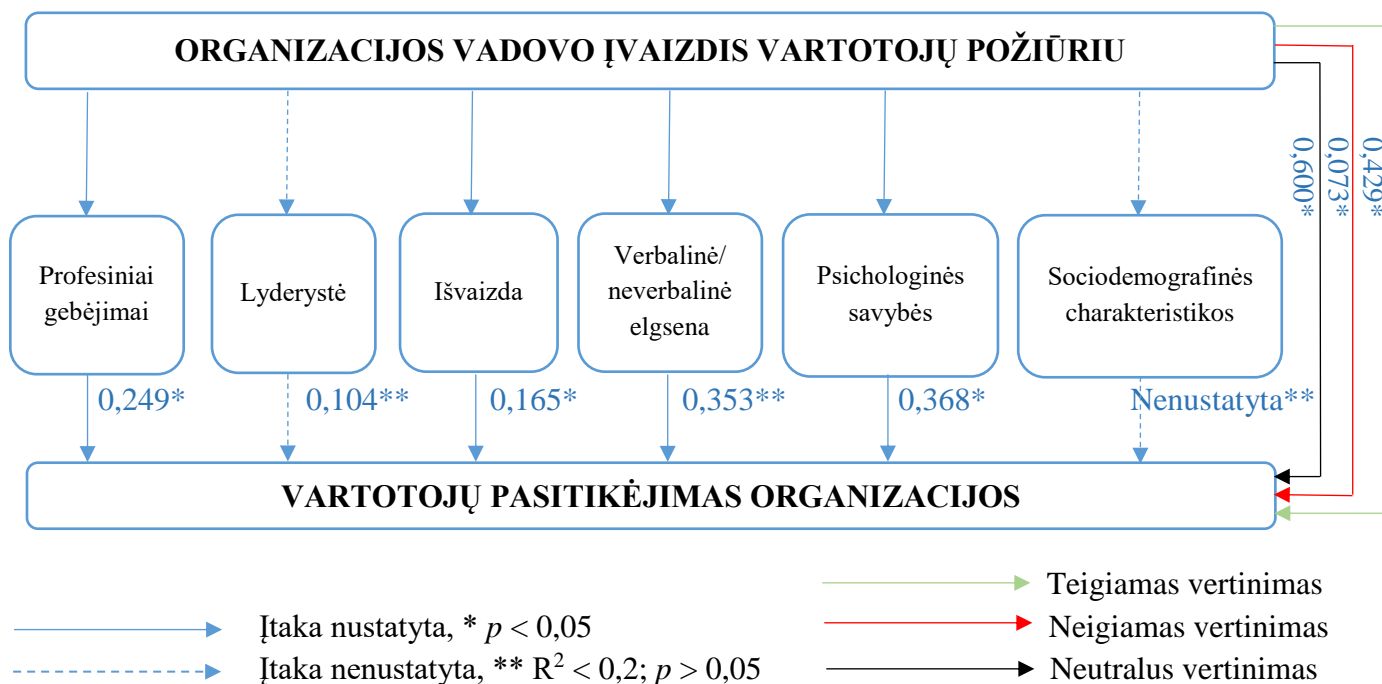 ORGANIZACIJOS VADOVO ĮVAIZDIS VARTOTOJŲ POŽIŪRIU
0,600*
0,073*
0,429*
Profesiniai
gebėjimai
Lyderystė
Išvaizda
Verbalinė/
neverbalinė
elgsena
Psichologinės
savybės
Sociodemografinės
charakteristikos
0,249*
0,104**
0,165*
0,353**
0,368*
Nenustatyta**
VARTOTOJŲ PASITIKĖJIMAS ORGANIZACIJOS
Teigiamas vertinimas
Įtaka nustatyta, * p < 0,05
Neigiamas vertinimas
Įtaka nenustatyta, ** R² < 0,2; p > 0,05
Neutralus vertinimas